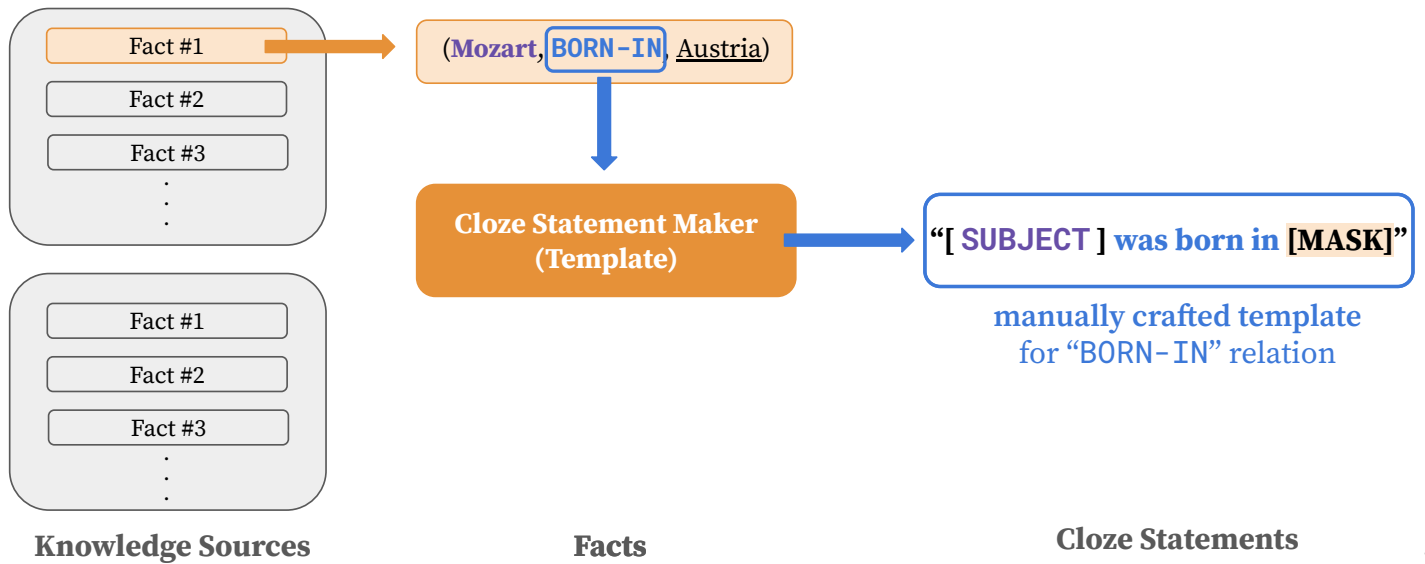 Fact #1
Fact #2
Fact #3
.
.
.
Fact #1
Fact #2
Fact #3
.
.
.
Knowledge Sources
(Mozart, BORN-IN, Austria)
Cloze Statement Maker
(Template)
Facts
“[ SUBJECT ] was born in [MASK]”
manually crafted template
for “BORN-IN” relation
Cloze Statements